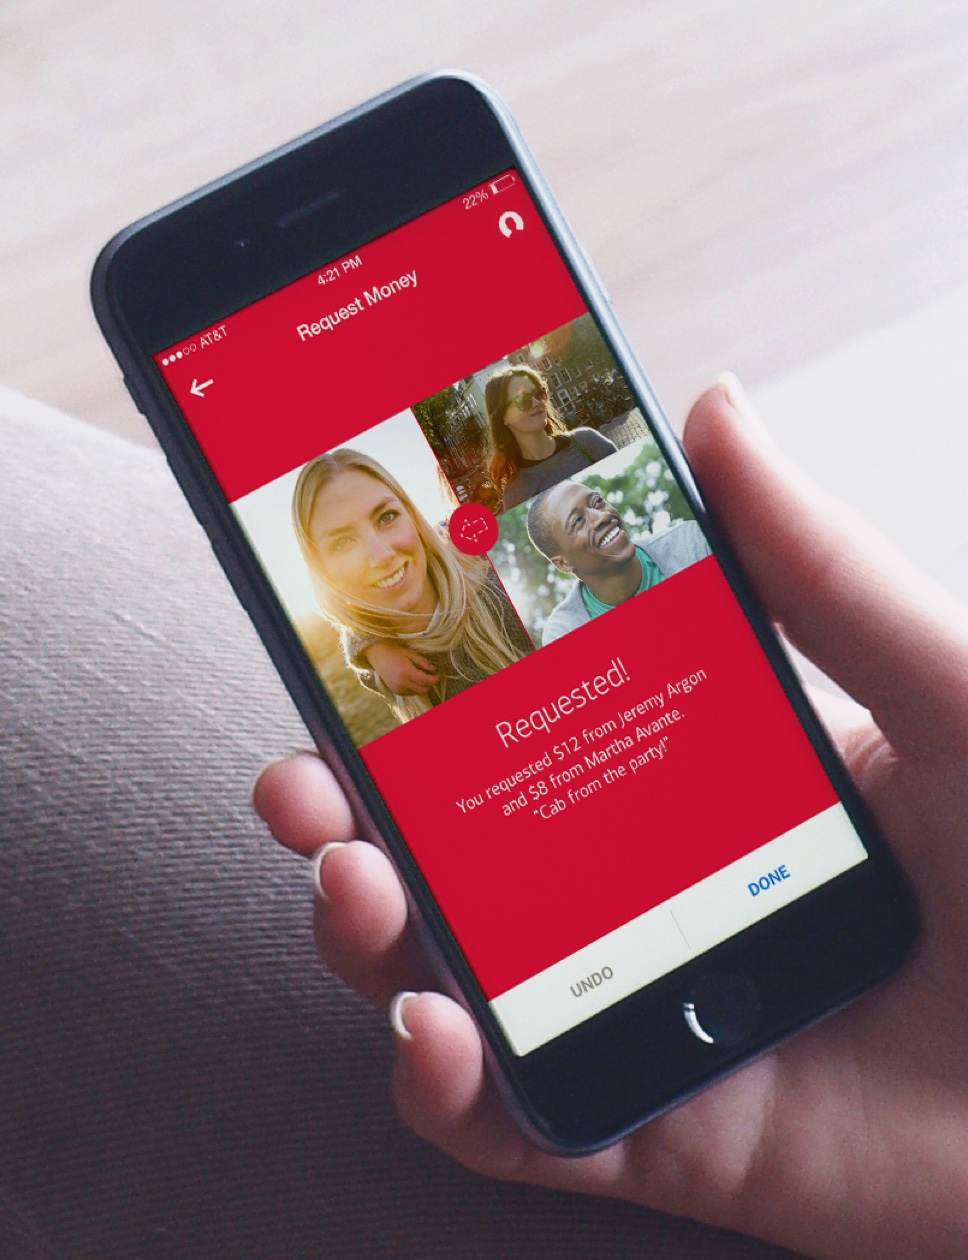 ●●●○○ AT&T 4:21 PM 22%
Request Money
Requested!
You requested $12 from Jeremy Argon
and $8 from Martha Avante.
“Cab from the party!”
UNDO DONE